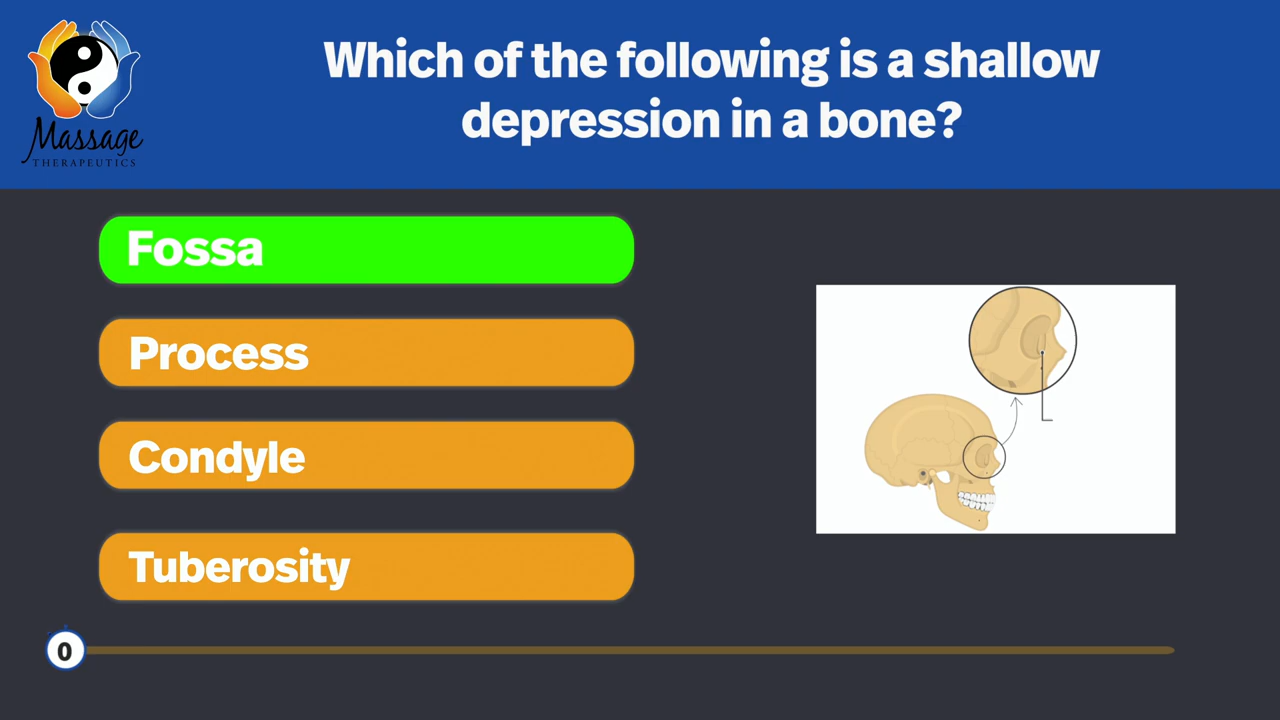 Which of the following is a shallow
depression in a bone?
Massage
THERAPEUTICS
Fossa
Process
Condyle
Tuberosity
0